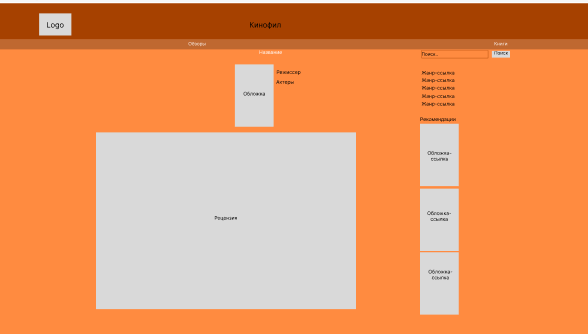 Logo
Кинофил
Обзоры
Книги
Название
Поиск..
Поиск
Обложка
Режиссер
Актеры
Рецензия
Жанр-ссылка
Жанр-ссылка
Жанр-ссылка
Жанр-ссылка
Жанр-ссылка
Рекомендации
Обложка-
ссылка
Обложка-
ссылка
Обложка-
ссылка